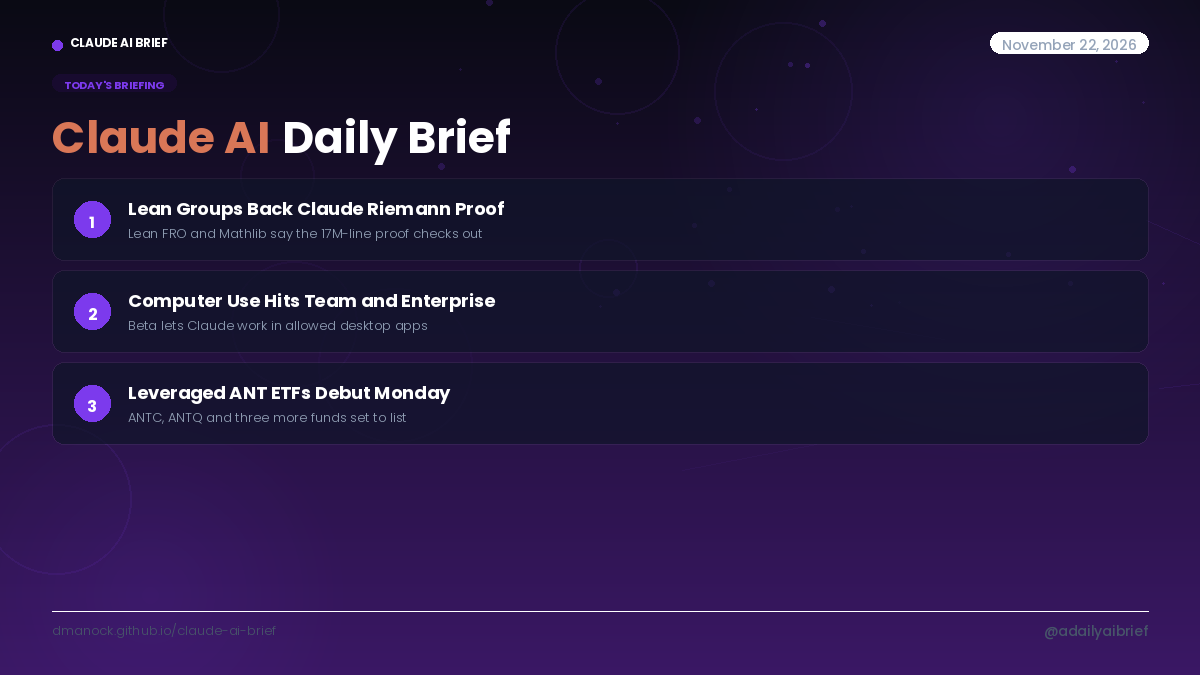 CLAUDE AI BRIEF
November 22, 2026
TODAY'S BRIEFING
Claude AI Daily Brief
1
Lean Groups Back Claude Riemann Proof
Lean FRO and Mathlib say the 17M-line proof checks out
2
Computer Use Hits Team and Enterprise
Beta lets Claude work in allowed desktop apps
3
Leveraged ANT ETFs Debut Monday
ANTC, ANTQ and three more funds set to list
dmanock.github.io/claude-ai-brief
@adailyaibrief